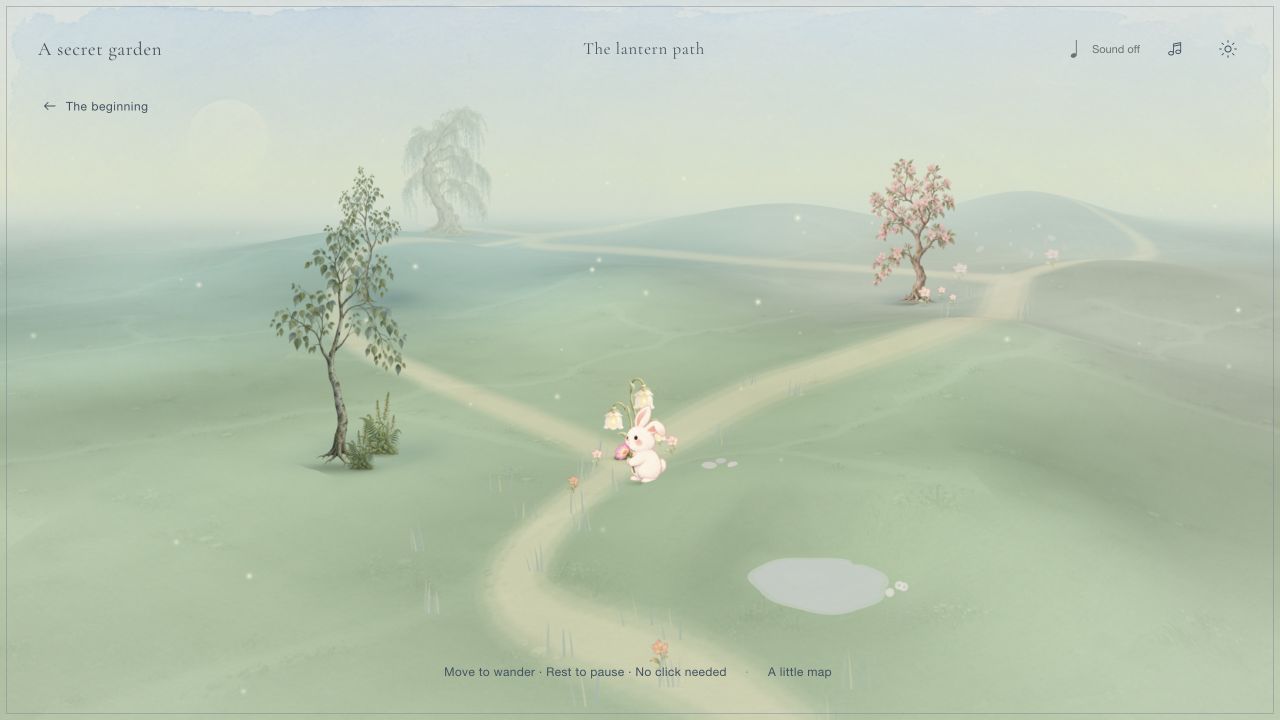 A secret garden
The lantern path
Sound off
The beginning
Move to wander · Rest to pause · No click needed · A little map